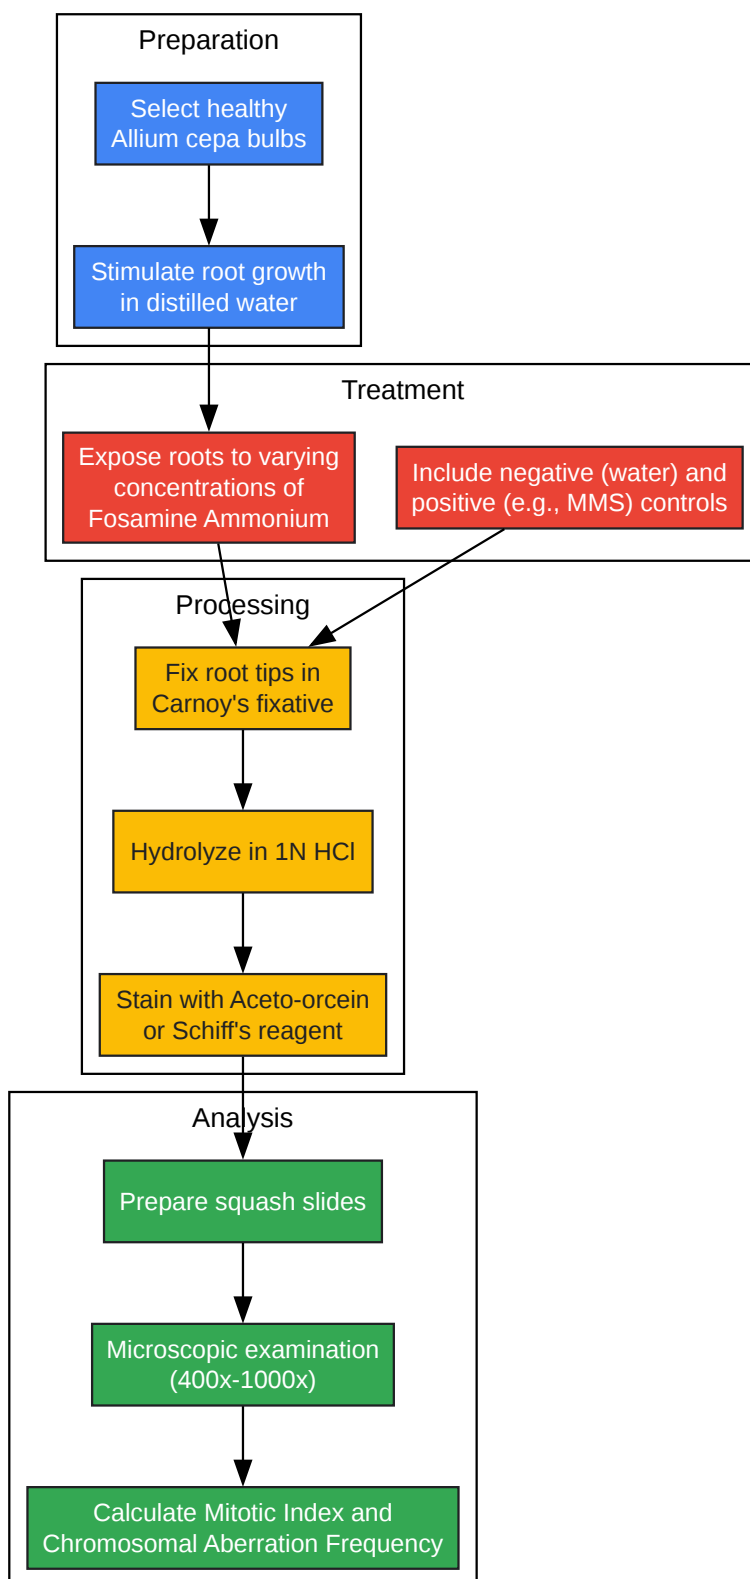 Preparation
Select healthy
Allium cepa bulbs
Stimulate root growth
in distilled water
Treatment
Expose roots to varying
concentrations of
Fosamine Ammonium
Include negative (water) and
positive (e.g., MMS) controls
Processing
Fix root tips in
Carnoy's fixative
Hydrolyze in 1N HCl
Stain with Aceto-orcein
or Schiff's reagent
Analysis
Prepare squash slides
Microscopic examination
(400x-1000x)
Calculate Mitotic Index and
Chromosomal Aberration Frequency